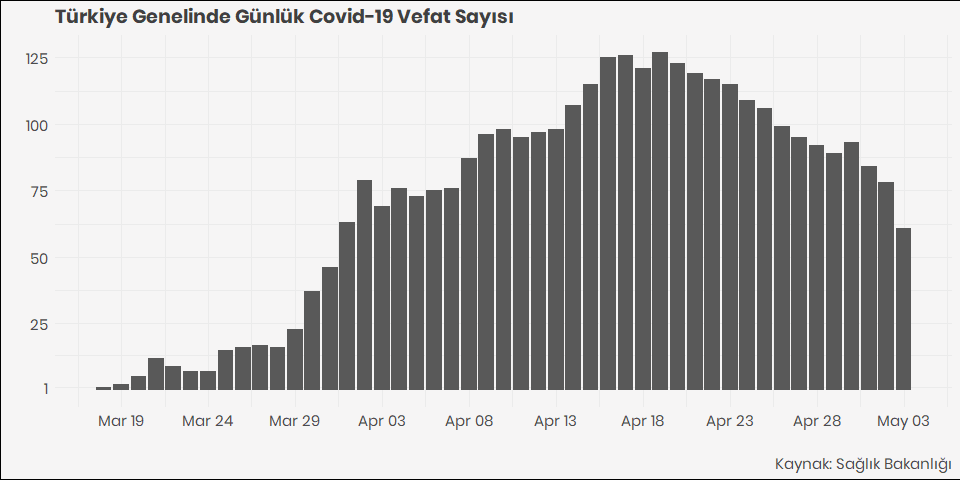 Türkiye Genelinde Günlük Covid-19 Vefat Sayısı
125
100
75
50
25
1
Mar 19 Mar 24 Mar 29 Apr 03 Apr 08 Apr 13 Apr 18 Apr 23 Apr 28 May 03
Kaynak: Sağlık Bakanlığı